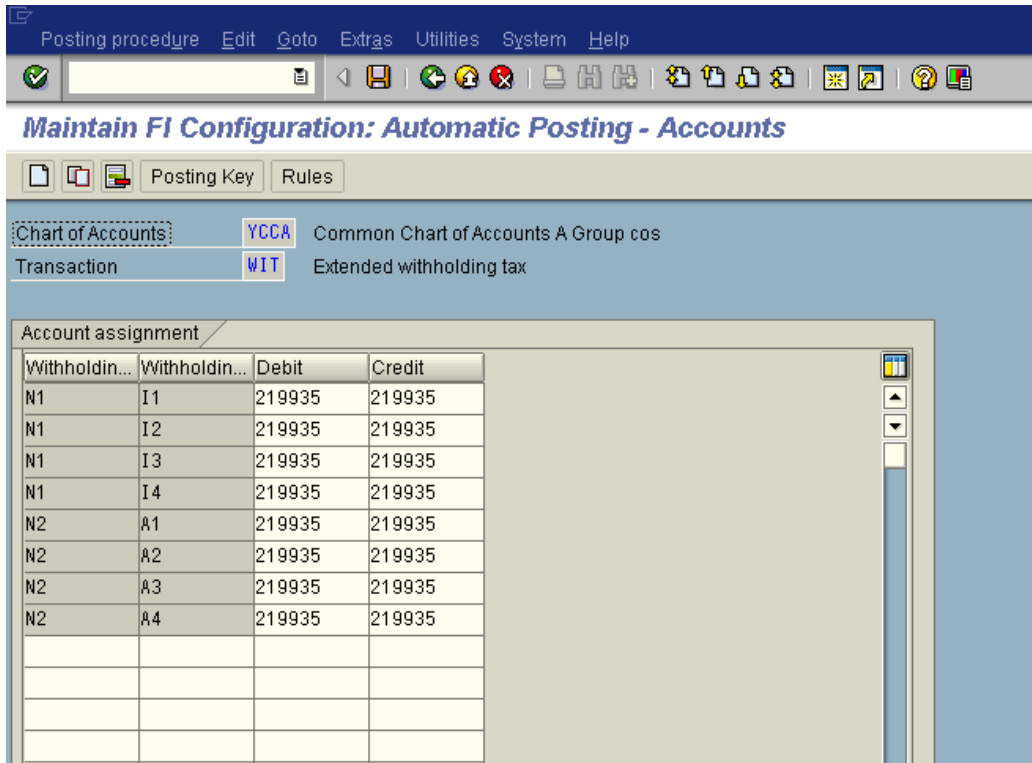 Posting procedure Edit Goto Extras Utilities System Help
Maintain FI Configuration: Automatic Posting - Accounts
Posting Key Rules
Chart of Accounts YCCA Common Chart of Accounts A Group cos
Transaction WIT Extended withholding tax
Account assignment
Withholdin... Withholdin... Debit Credit
N1 I1 219935 219935
N1 I2 219935 219935
N1 I3 219935 219935
N1 I4 219935 219935
N2 A1 219935 219935
N2 A2 219935 219935
N2 A3 219935 219935
N2 A4 219935 219935